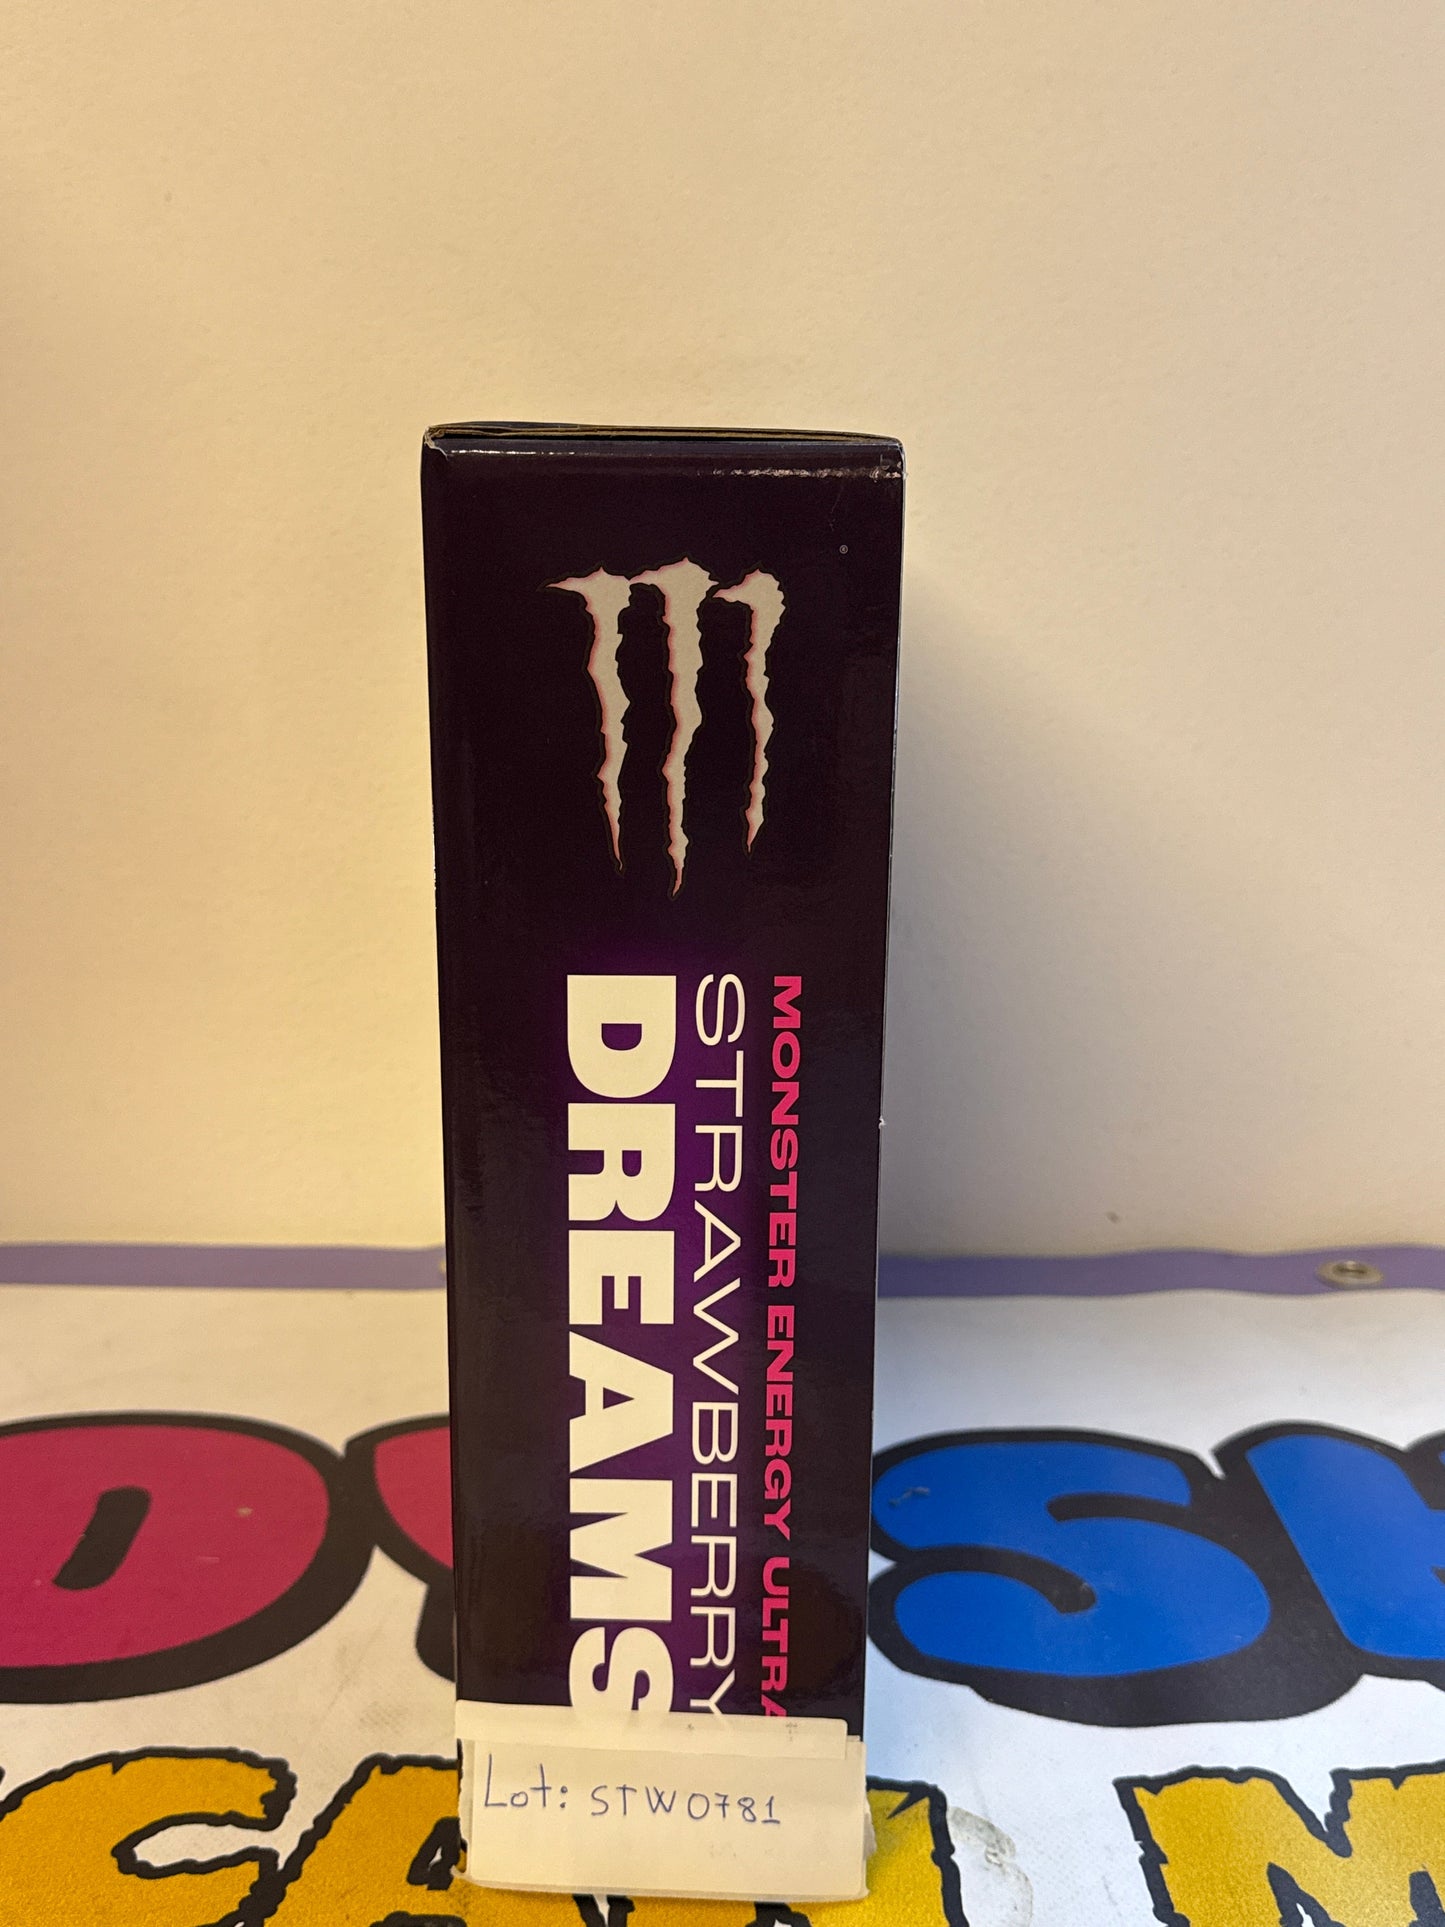 MONSTER ENERGY ULTRA
STRAWBERRY
DREAMS
Lot: STW0781